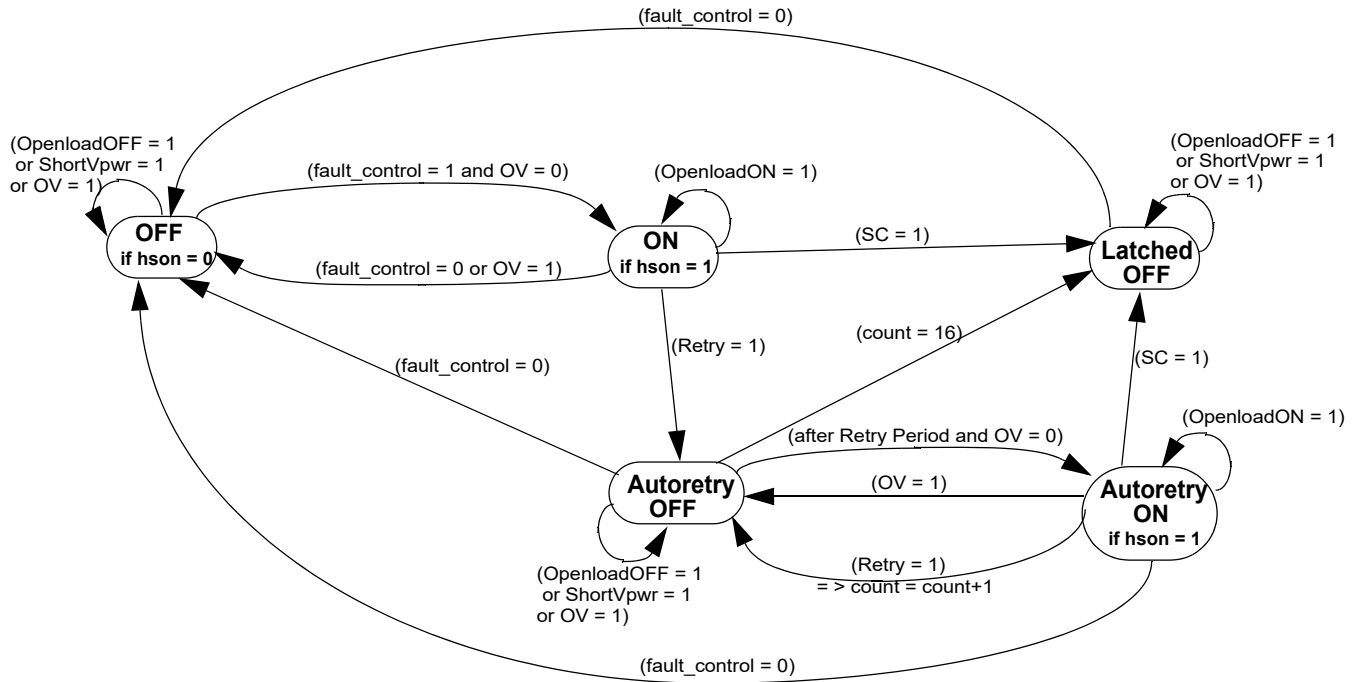 (fault_control = 0)
(OpenloadOFF = 1
or ShortVpwr = 1
or OV = 1)
(fault_control = 1 and OV = 0)
(OpenloadON = 1)
(OpenloadOFF = 1
or ShortVpwr = 1
or OV = 1)
OFF
if hson = 0
ON
if hson = 1
(SC = 1)
Latched
OFF
(fault_control = 0 or OV = 1)
(Retry = 1)
(count = 16)
(fault_control = 0)
(SC = 1)
(OpenloadON = 1)
(after Retry Period and OV = 0)
Autoretry
OFF
(OV = 1)
Autoretry
ON
if hson = 1
(Retry = 1)
= > count = count+1
(OpenloadOFF = 1
or ShortVpwr = 1
or OV = 1)
(fault_control = 0)